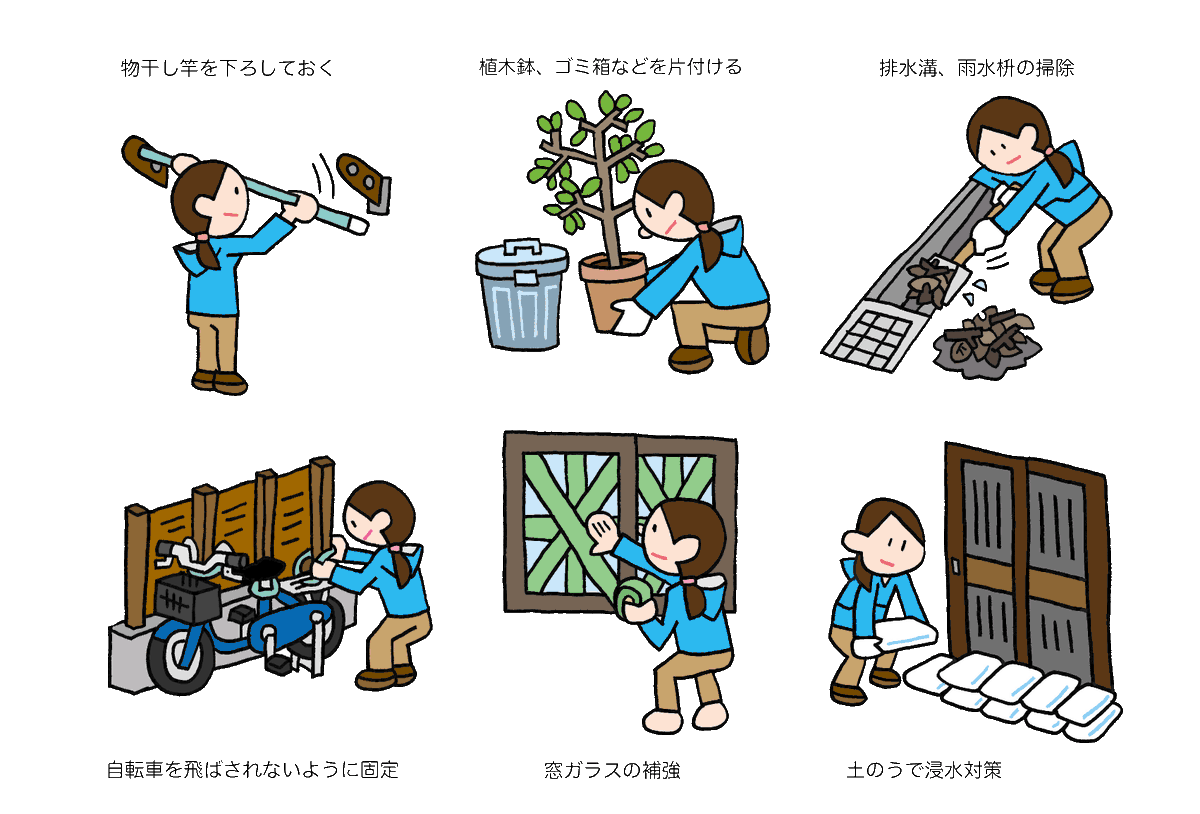 物干し竿を下ろしておく
植木鉢、ゴミ箱などを片付ける
排水溝、雨水枡の掃除
自転車を飛ばされないように固定
窓ガラスの補強
土のうで浸水対策